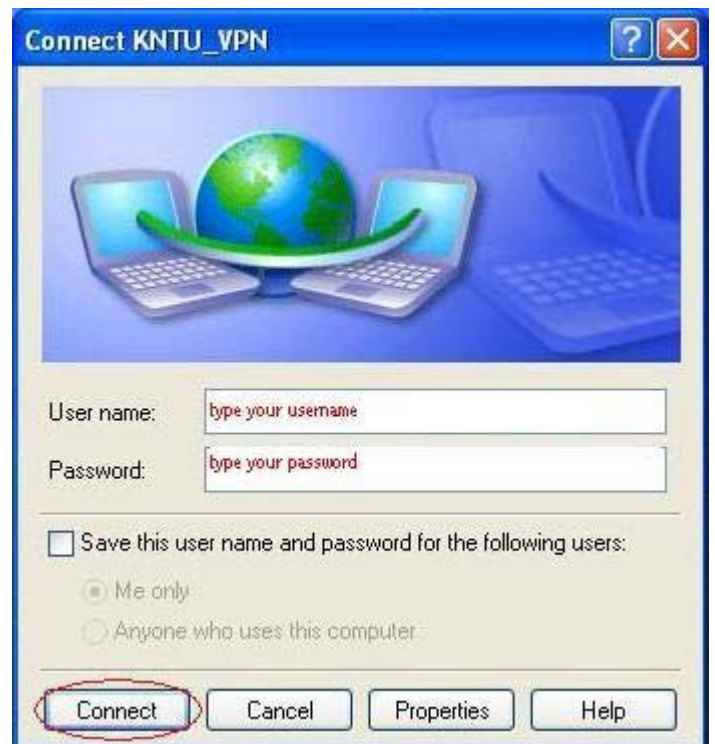 Connect KNTU_VPN
User name: type your username
Password: type your password
Save this user name and password for the following users:
Me only
Anyone who uses this computer
Connect Cancel Properties Help